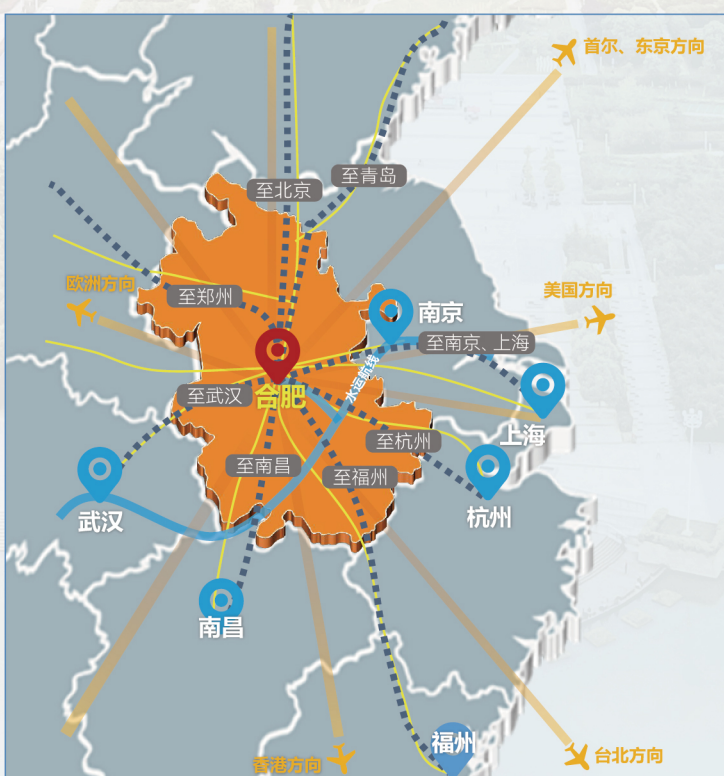 首尔、东京方向
至青岛
至北京
欧洲方向
至郑州
美国方向
南京
至南京、上海
水运航线
合肥
至武汉
上海
至杭州
至南昌
至福州
武汉
杭州
南昌
福州
香港方向
台北方向